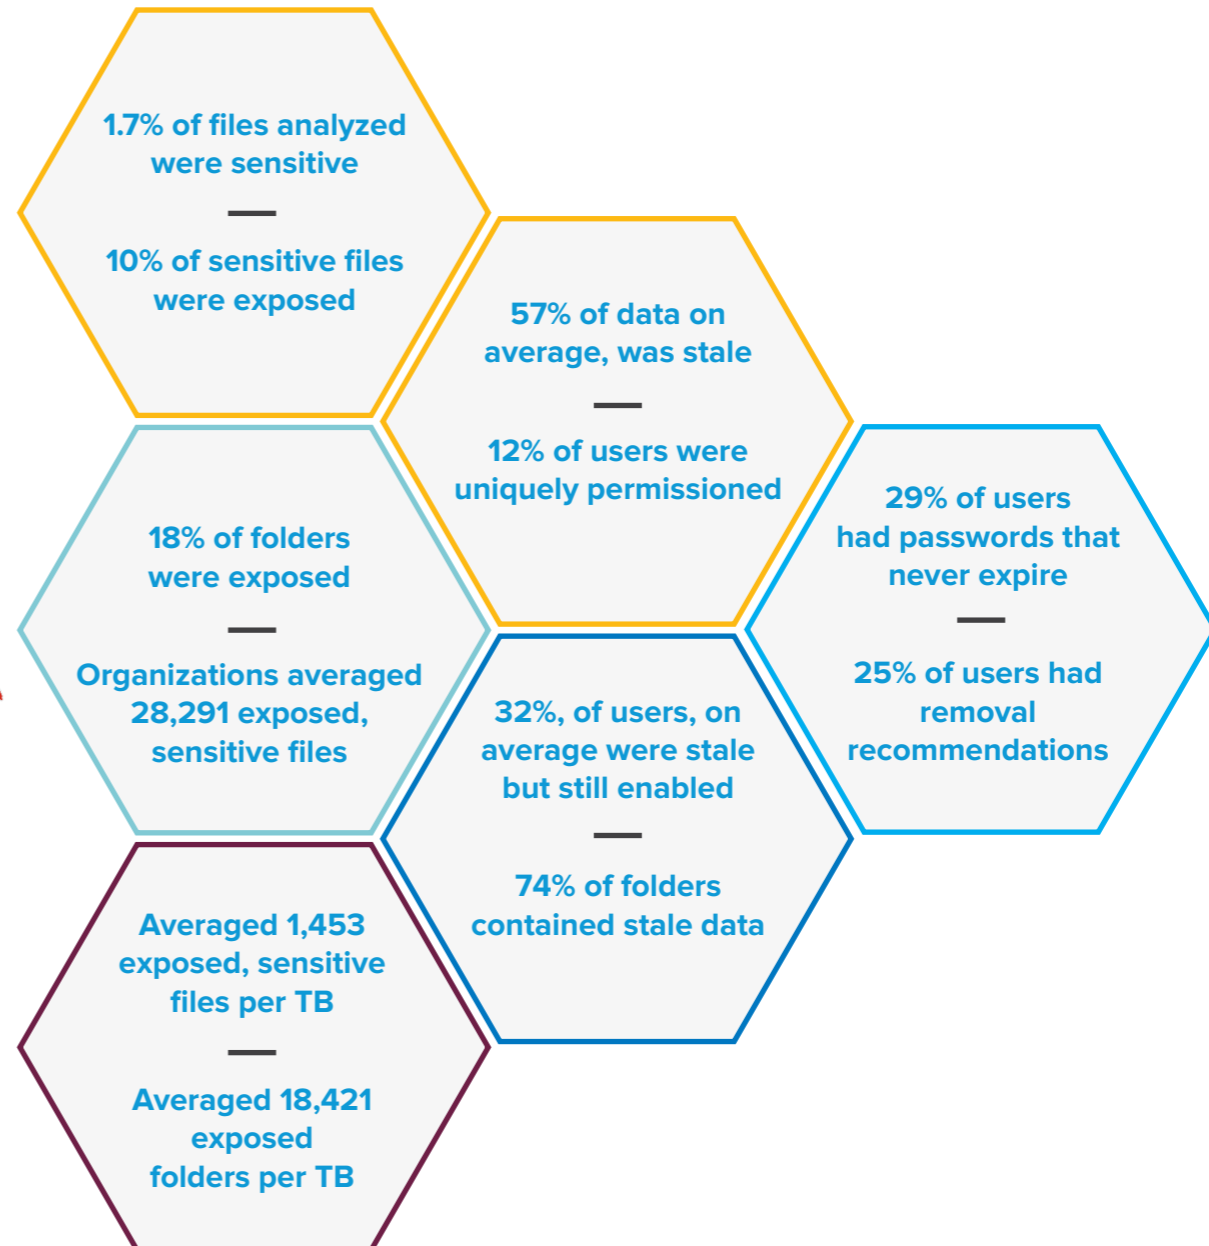 1.7% of files analyzed
were sensitive
10% of sensitive files
were exposed
57% of data on
average, was stale
12% of users were
uniquely permissioned
18% of folders
were exposed
Organizations averaged
28,291 exposed,
sensitive files
29% of users
had passwords that
never expire
25% of users had
removal
recommendations
32%, of users, on
average were stale
but still enabled
74% of folders
contained stale data
Averaged 1,453
exposed, sensitive
files per TB
Averaged 18,421
exposed
folders per TB